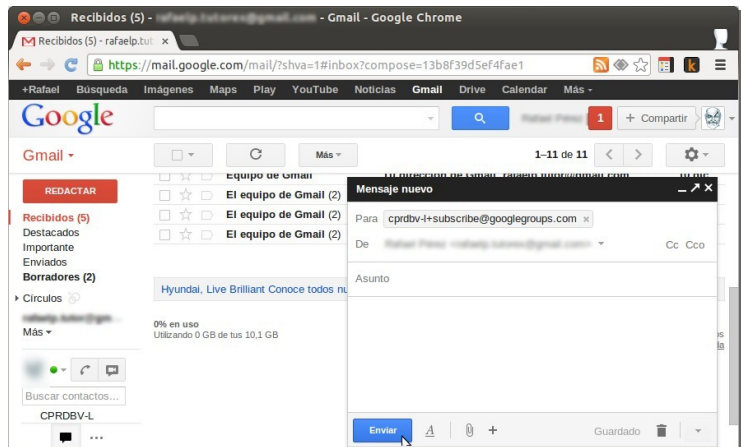 Recibidos (5) - - Gmail - Google Chrome
Recibidos (5) - rafaelp.tut
https://mail.google.com/mail/?shva=1#inbox?compose=13b8f39d5ef4fae1
+Rafael Búsqueda Imágenes Maps Play YouTube Noticias Gmail Drive Calendar Más
Google 1 + Compartir
Gmail Más 1–11 de 11
REDACTAR
Recibidos (5)
Destacados
Importante
Enviados
Borradores (2)
Círculos
Más
Buscar contactos...
CPRDBV-L
Equipo de Gmail Tu dirección de Gmail,
El equipo de Gmail (2)
El equipo de Gmail (2)
El equipo de Gmail (2)
Hyundai, Live Brilliant Conoce todos nu
0% en uso
Utilizando 0 GB de tus 10,1 GB
Mensaje nuevo
Para cprdbv-l+subscribe@googlegroups.com
De Cc Cco
Asunto
Enviar A Guardado